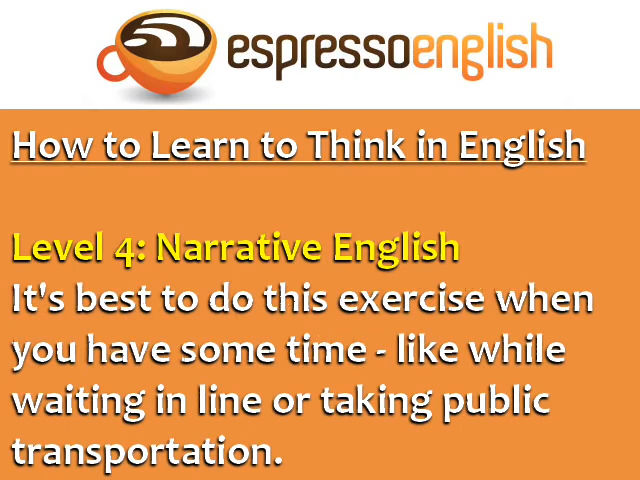 espressoenglish
How to Learn to Think in English
Level 4: Narrative English
It's best to do this exercise when
you have some time - like while
waiting in line or taking public
transportation.